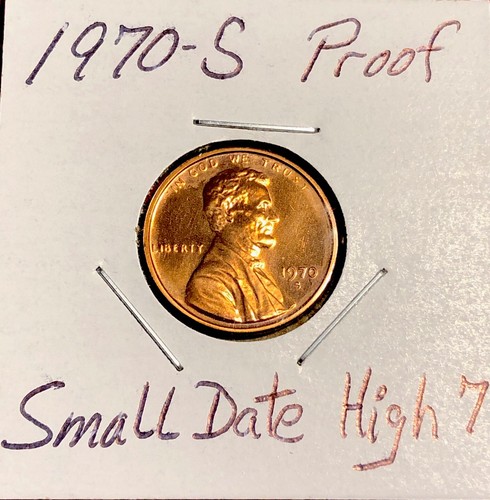 1970-S Proof
IN GOD WE TRUST
LIBERTY
1970
S
Small Date High 7